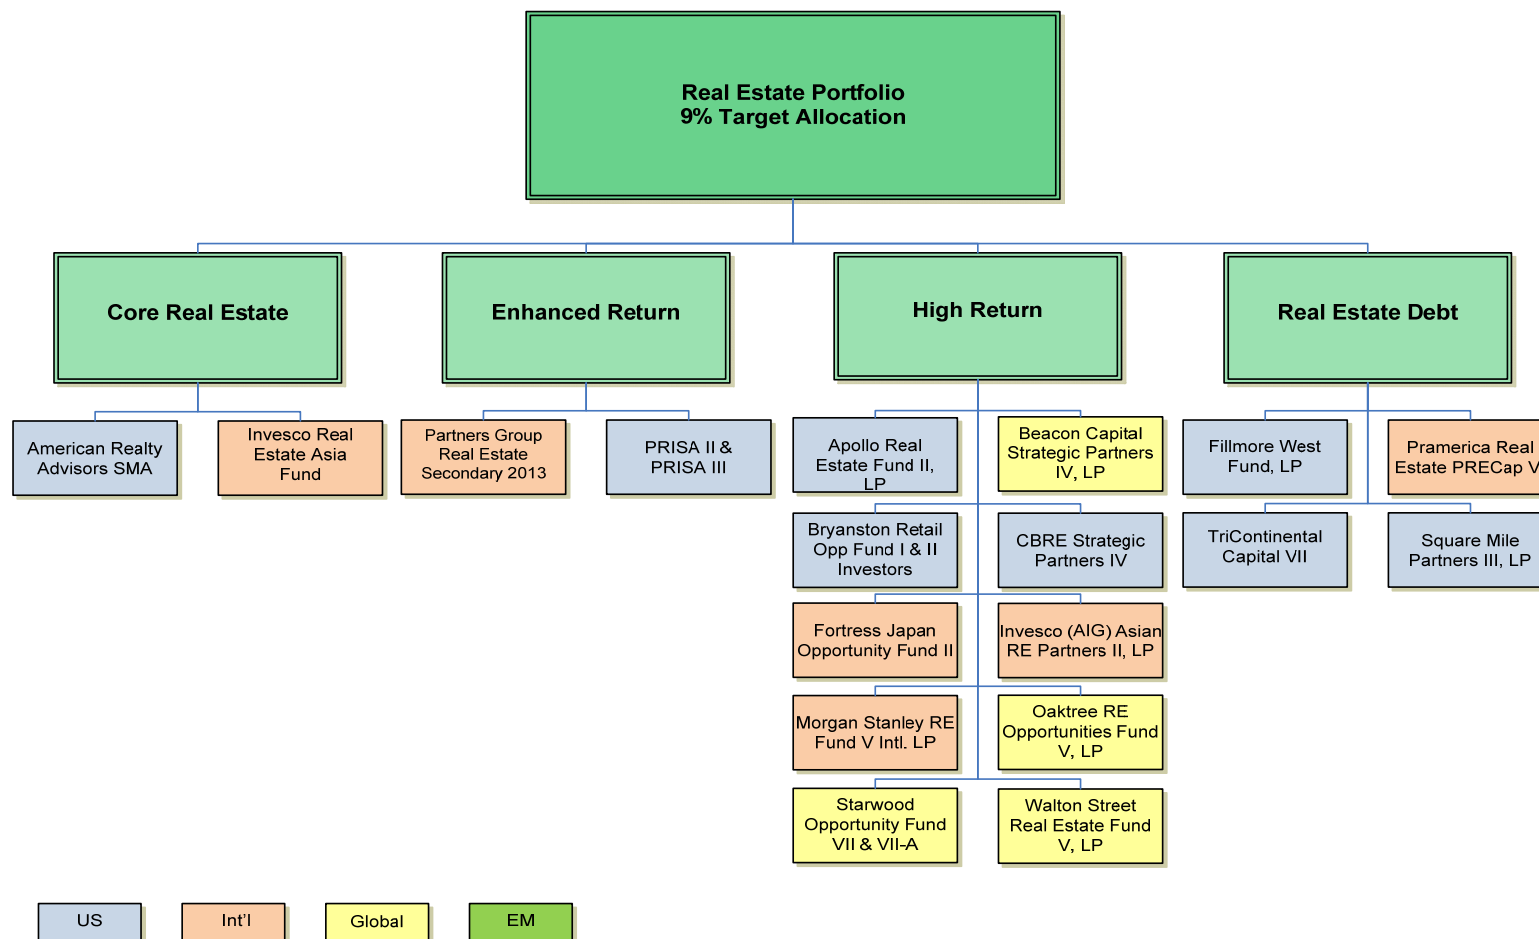 Real Estate Portfolio
9% Target Allocation
Core Real Estate
Enhanced Return
High Return
Real Estate Debt
American Realty
Advisors SMA
Invesco Real
Estate Asia
Fund
Partners Group
Real Estate
Secondary 2013
PRISA II &
PRISA III
Apollo Real
Estate Fund II,
LP
Beacon Capital
Strategic Partners
IV, LP
Fillmore West
Fund, LP
Pramerica Real
Estate PRECap V
Bryanston Retail
Opp Fund I & II
Investors
CBRE Strategic
Partners IV
TriContinental
Capital VII
Square Mile
Partners III, LP
Fortress Japan
Opportunity Fund II
Invesco (AIG) Asian
RE Partners II, LP
Morgan Stanley RE
Fund V Intl. LP
Oaktree RE
Opportunities Fund
V, LP
Starwood
Opportunity Fund
VII & VII-A
Walton Street
Real Estate Fund
V, LP
US
Int'l
Global
EM